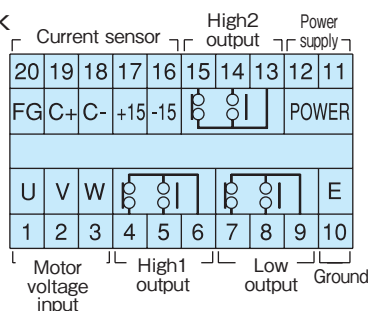 K
Current sensor
High2 output
Power supply
20 19 18 17 16 15 14 13 12 11
FG C+ C- +15 -15 POWER
U V W E
1 2 3 4 5 6 7 8 9 10
Motor voltage input
High1 output
Low output
Ground